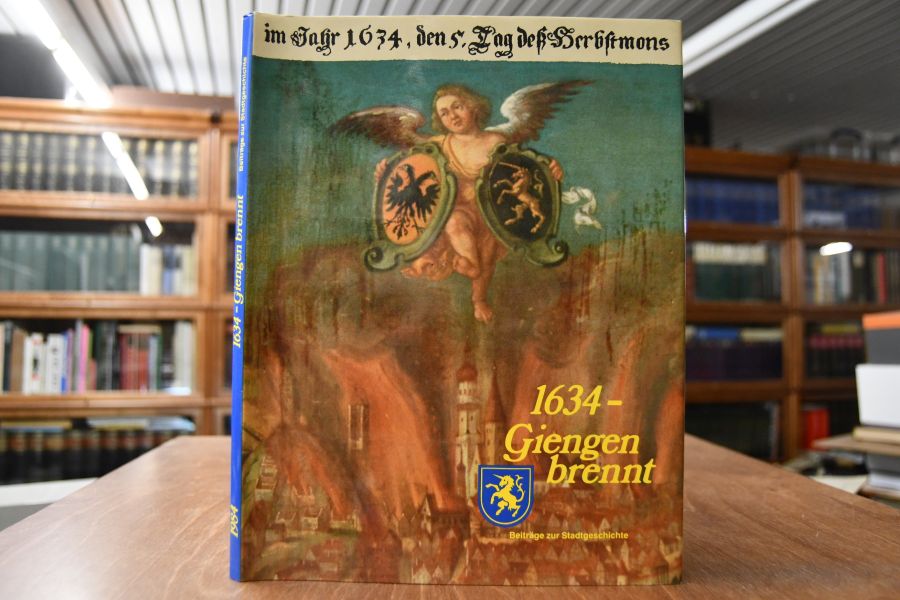 im Jahr 1634, den 5. Tag deß Herbstmons
1634 –
Giengen
brennt
Beiträge zur Stadtgeschichte
Beiträge zur Stadtgeschichte
1634 – Giengen brennt
1984